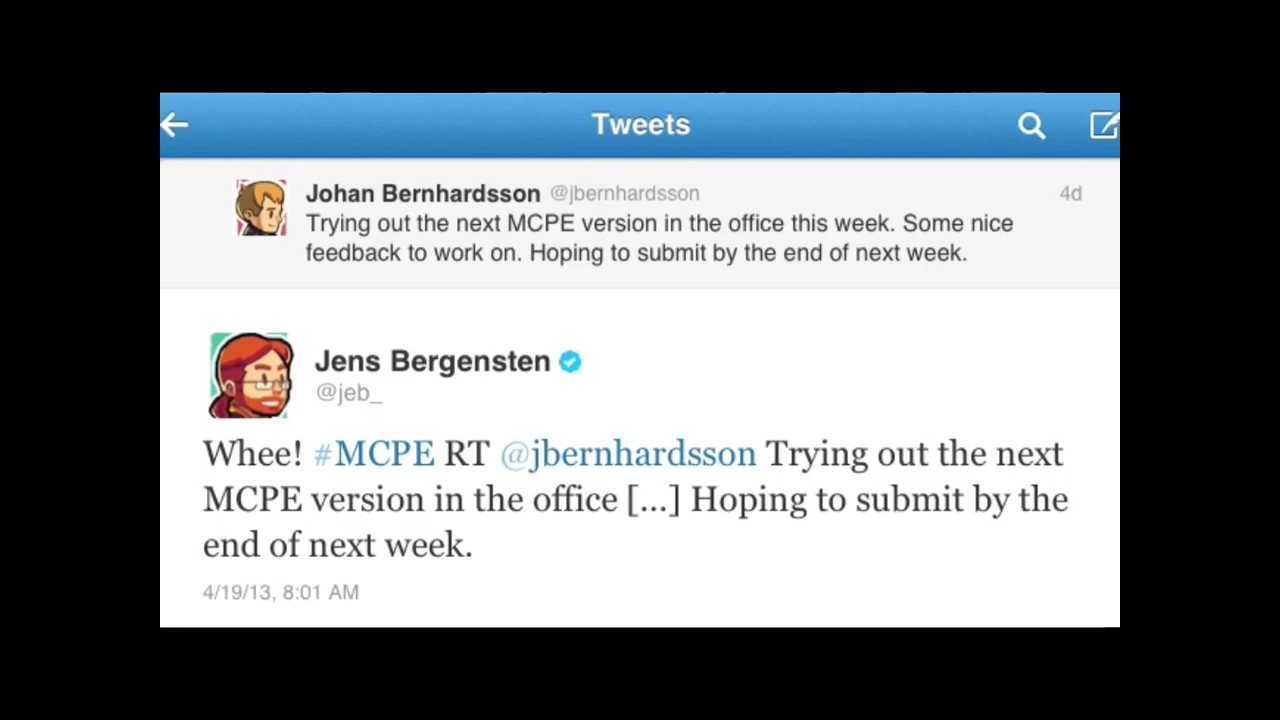 Tweets
Johan Bernhardsson @jbernhardsson 4d
Trying out the next MCPE version in the office this week. Some nice
feedback to work on. Hoping to submit by the end of next week.
Jens Bergensten
@jeb_
Whee! #MCPE RT @jbernhardsson Trying out the next
MCPE version in the office [...] Hoping to submit by the
end of next week.
4/19/13, 8:01 AM